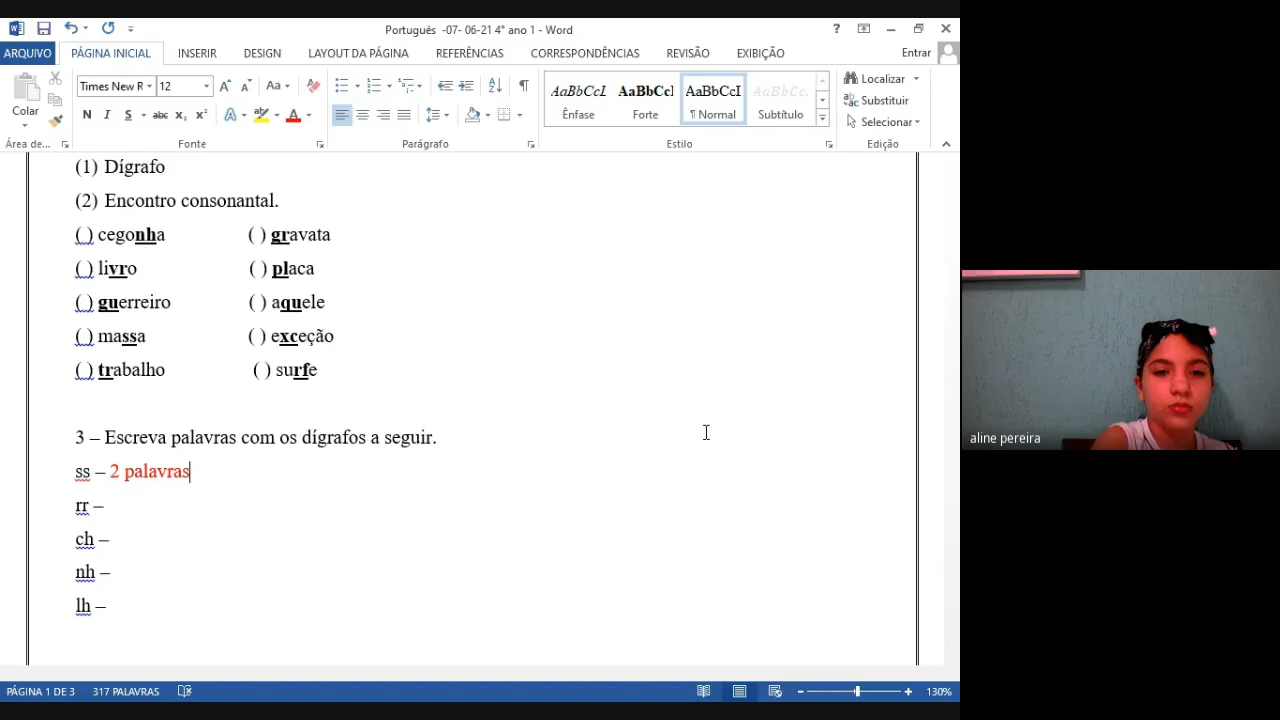 Português -07- 06-21 4° ano 1 - Word
ARQUIVO PÁGINA INICIAL INSERIR DESIGN LAYOUT DA PÁGINA REFERÊNCIAS CORRESPONDÊNCIAS REVISÃO EXIBIÇÃO Entrar
Colar
Times New R 12
Aa
N I S abc x₂ x² A A
AaBbCcI AaBbCcI AaBbCcI AaBbCc.
Ênfase Forte ¶ Normal Subtítulo
Localizar
Substituir
Selecionar
Área de... Fonte Parágrafo Estilo Edição
(1) Dígrafo
(2) Encontro consonantal.
( ) cegonha ( ) gravata
( ) livro ( ) placa
( ) guerreiro ( ) aquele
( ) massa ( ) exceção
( ) trabalho ( ) surfe
3 – Escreva palavras com os dígrafos a seguir.
ss – 2 palavras
rr –
ch –
nh –
lh –
aline pereira
PÁGINA 1 DE 3 317 PALAVRAS 130%